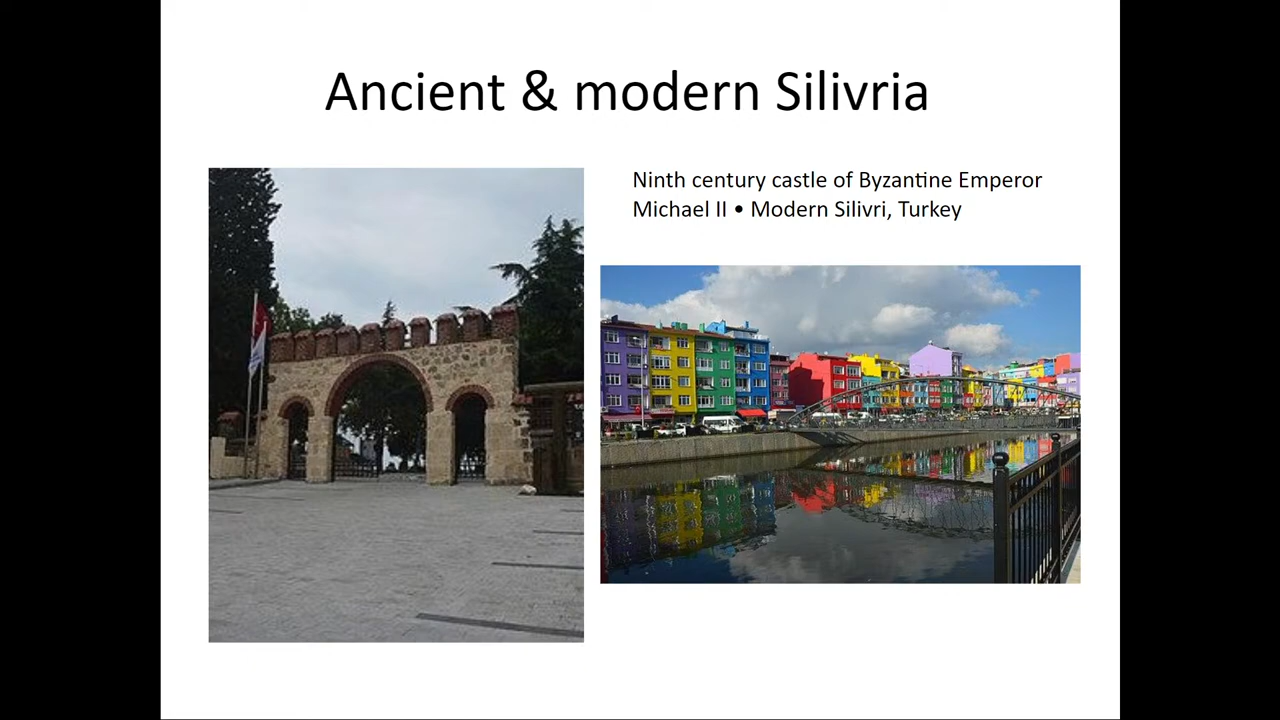 Ancient & modern Silivria
Ninth century castle of Byzantine Emperor
Michael II • Modern Silivri, Turkey